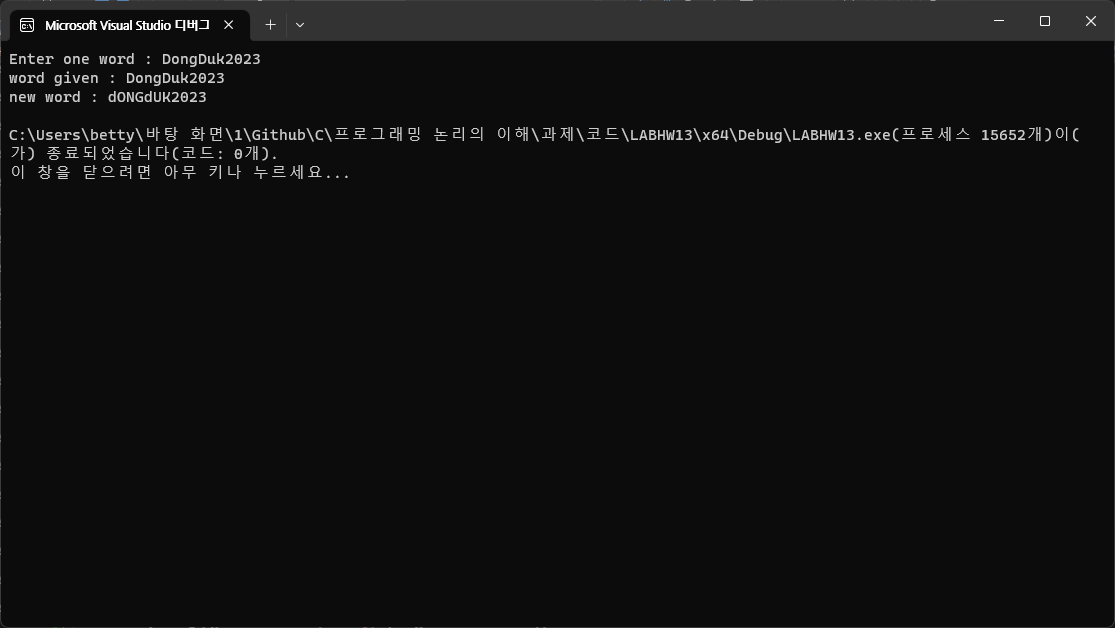 Microsoft Visual Studio 디버그
Enter one word : DongDuk2023
word given : DongDuk2023
new word : dONGdUK2023
C:\Users\betty\바탕 화면\1\Github\C\프로그래밍 논리의 이해\과제\코드\LABHW13\x64\Debug\LABHW13.exe(프로세스 15652개)이(
가) 종료되었습니다(코드: 0개).
이 창을 닫으려면 아무 키나 누르세요...